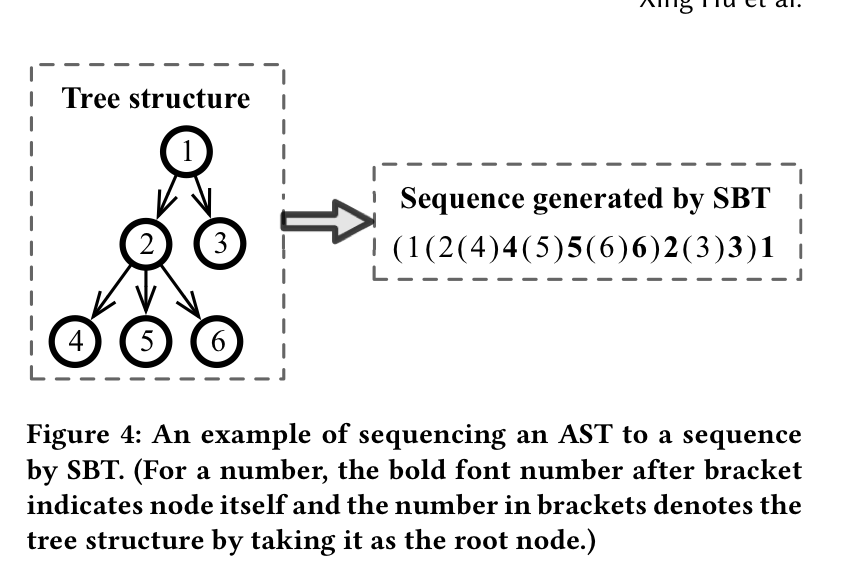 Xing Hu et al.
Tree structure
1
2 3
4 5 6
Sequence generated by SBT
(1(2(4)4(5)5(6)6)2(3)3)1
Figure 4: An example of sequencing an AST to a sequence
by SBT. (For a number, the bold font number after bracket
indicates node itself and the number in brackets denotes the
tree structure by taking it as the root node.)